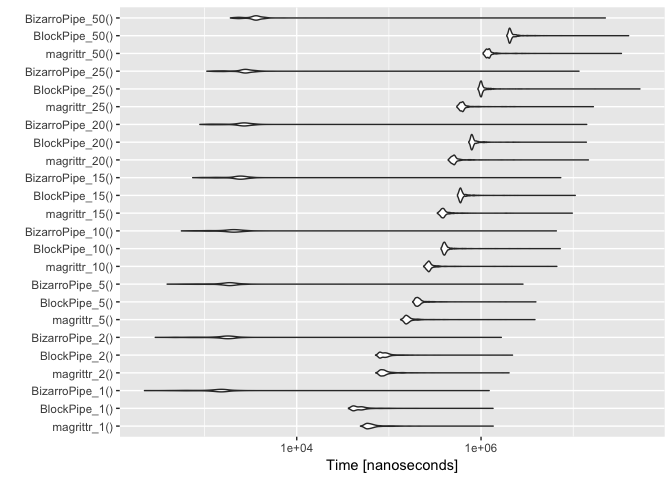 BizarroPipe_50()
BlockPipe_50()
magrittr_50()
BizarroPipe_25()
BlockPipe_25()
magrittr_25()
BizarroPipe_20()
BlockPipe_20()
magrittr_20()
BizarroPipe_15()
BlockPipe_15()
magrittr_15()
BizarroPipe_10()
BlockPipe_10()
magrittr_10()
BizarroPipe_5()
BlockPipe_5()
magrittr_5()
BizarroPipe_2()
BlockPipe_2()
magrittr_2()
BizarroPipe_1()
BlockPipe_1()
magrittr_1()
1e+04 1e+06
Time [nanoseconds]